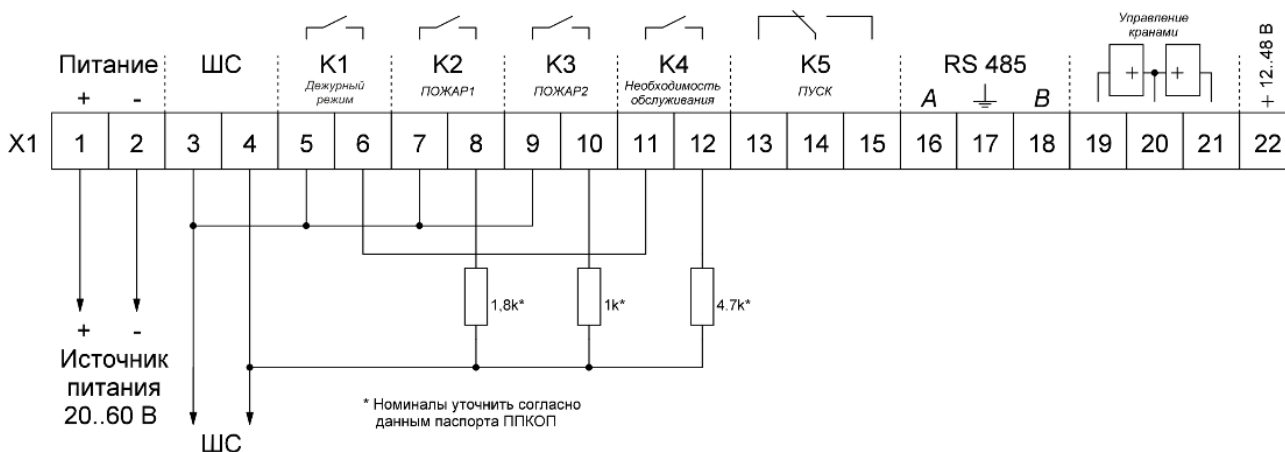 Управление
кранами
Питание ШС K1 K2 K3 K4 K5 RS 485
+ 12..48 В
+ - Дежурный
режим ПОЖАР1 ПОЖАР2 Необходимость
обслуживания ПУСК A B
+ +
X1 1 2 3 4 5 6 7 8 9 10 11 12 13 14 15 16 17 18 19 20 21 22
1,8k* 1k* 4.7k*
+ -
Источник
питания
20..60 В
ШС
* Номиналы уточнить согласно
данным паспорта ППКОП